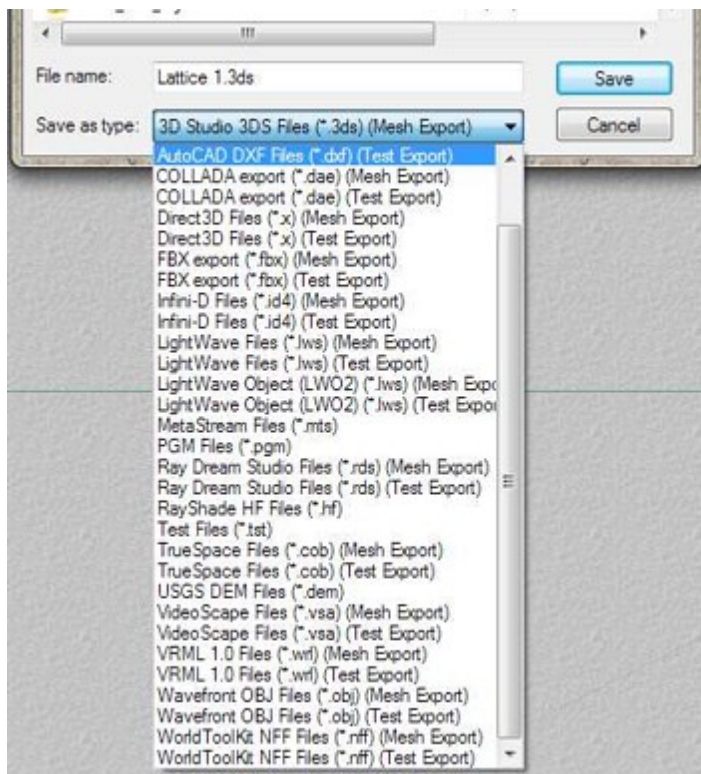 File name:
Lattice 1.3ds
Save
Save as type:
3D Studio 3DS Files (*.3ds) (Mesh Export)
Cancel
AutoCAD DXF Files (*.dxf) (Test Export)
COLLADA export (*.dae) (Mesh Export)
COLLADA export (*.dae) (Test Export)
Direct3D Files (*.x) (Mesh Export)
Direct3D Files (*.x) (Test Export)
FBX export (*.fbx) (Mesh Export)
FBX export (*.fbx) (Test Export)
Infini-D Files (*.id4) (Mesh Export)
Infini-D Files (*.id4) (Test Export)
LightWave Files (*.lws) (Mesh Export)
LightWave Files (*.lws) (Test Export)
LightWave Object (LWO2) (*.lws) (Mesh Expo
LightWave Object (LWO2) (*.lws) (Test Expor
MetaStream Files (*.mts)
PGM Files (*.pgm)
Ray Dream Studio Files (*.rds) (Mesh Export)
Ray Dream Studio Files (*.rds) (Test Export)
RayShade HF Files (*.hf)
Test Files (*.tst)
TrueSpace Files (*.cob) (Mesh Export)
TrueSpace Files (*.cob) (Test Export)
USGS DEM Files (*.dem)
VideoScape Files (*.vsa) (Mesh Export)
VideoScape Files (*.vsa) (Test Export)
VRML 1.0 Files (*.wrl) (Mesh Export)
VRML 1.0 Files (*.wrl) (Test Export)
Wavefront OBJ Files (*.obj) (Mesh Export)
Wavefront OBJ Files (*.obj) (Test Export)
WorldToolKit NFF Files (*.nff) (Mesh Export)
WorldToolKit NFF Files (*.nff) (Test Export)